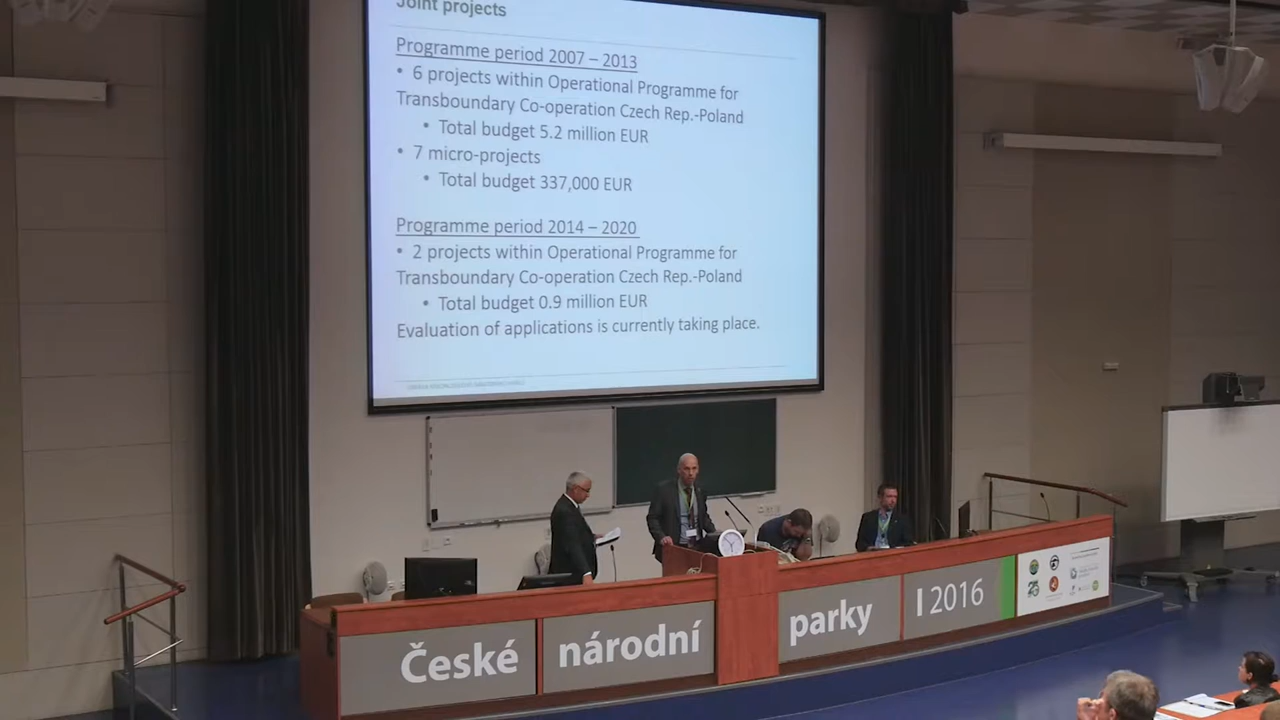 Joint projects
Programme period 2007 – 2013
• 6 projects within Operational Programme for
Transboundary Co-operation Czech Rep.-Poland
• Total budget 5.2 million EUR
• 7 micro-projects
• Total budget 337,000 EUR
Programme period 2014 – 2020
• 2 projects within Operational Programme for
Transboundary Co-operation Czech Rep.-Poland
• Total budget 0.9 million EUR
Evaluation of applications is currently taking place.
České národní parky | 2016